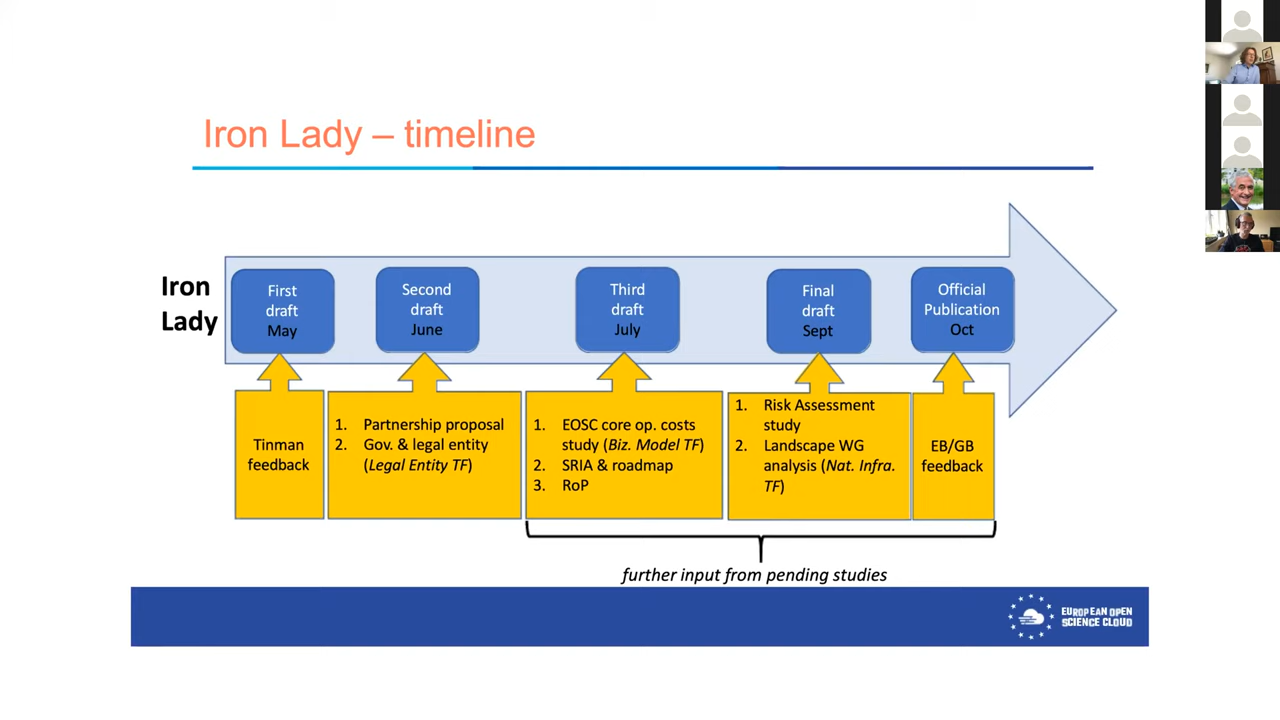 Iron Lady – timeline
Iron
Lady
First
draft
May
Second
draft
June
Third
draft
July
Final
draft
Sept
Official
Publication
Oct
Tinman
feedback
1. Partnership proposal
2. Gov. & legal entity
(Legal Entity TF)
1. EOSC core op. costs
study (Biz. Model TF)
2. SRIA & roadmap
3. RoP
1. Risk Assessment
study
2. Landscape WG
analysis (Nat. Infra.
TF)
EB/GB
feedback
further input from pending studies
EUROPEAN OPEN
SCIENCE CLOUD